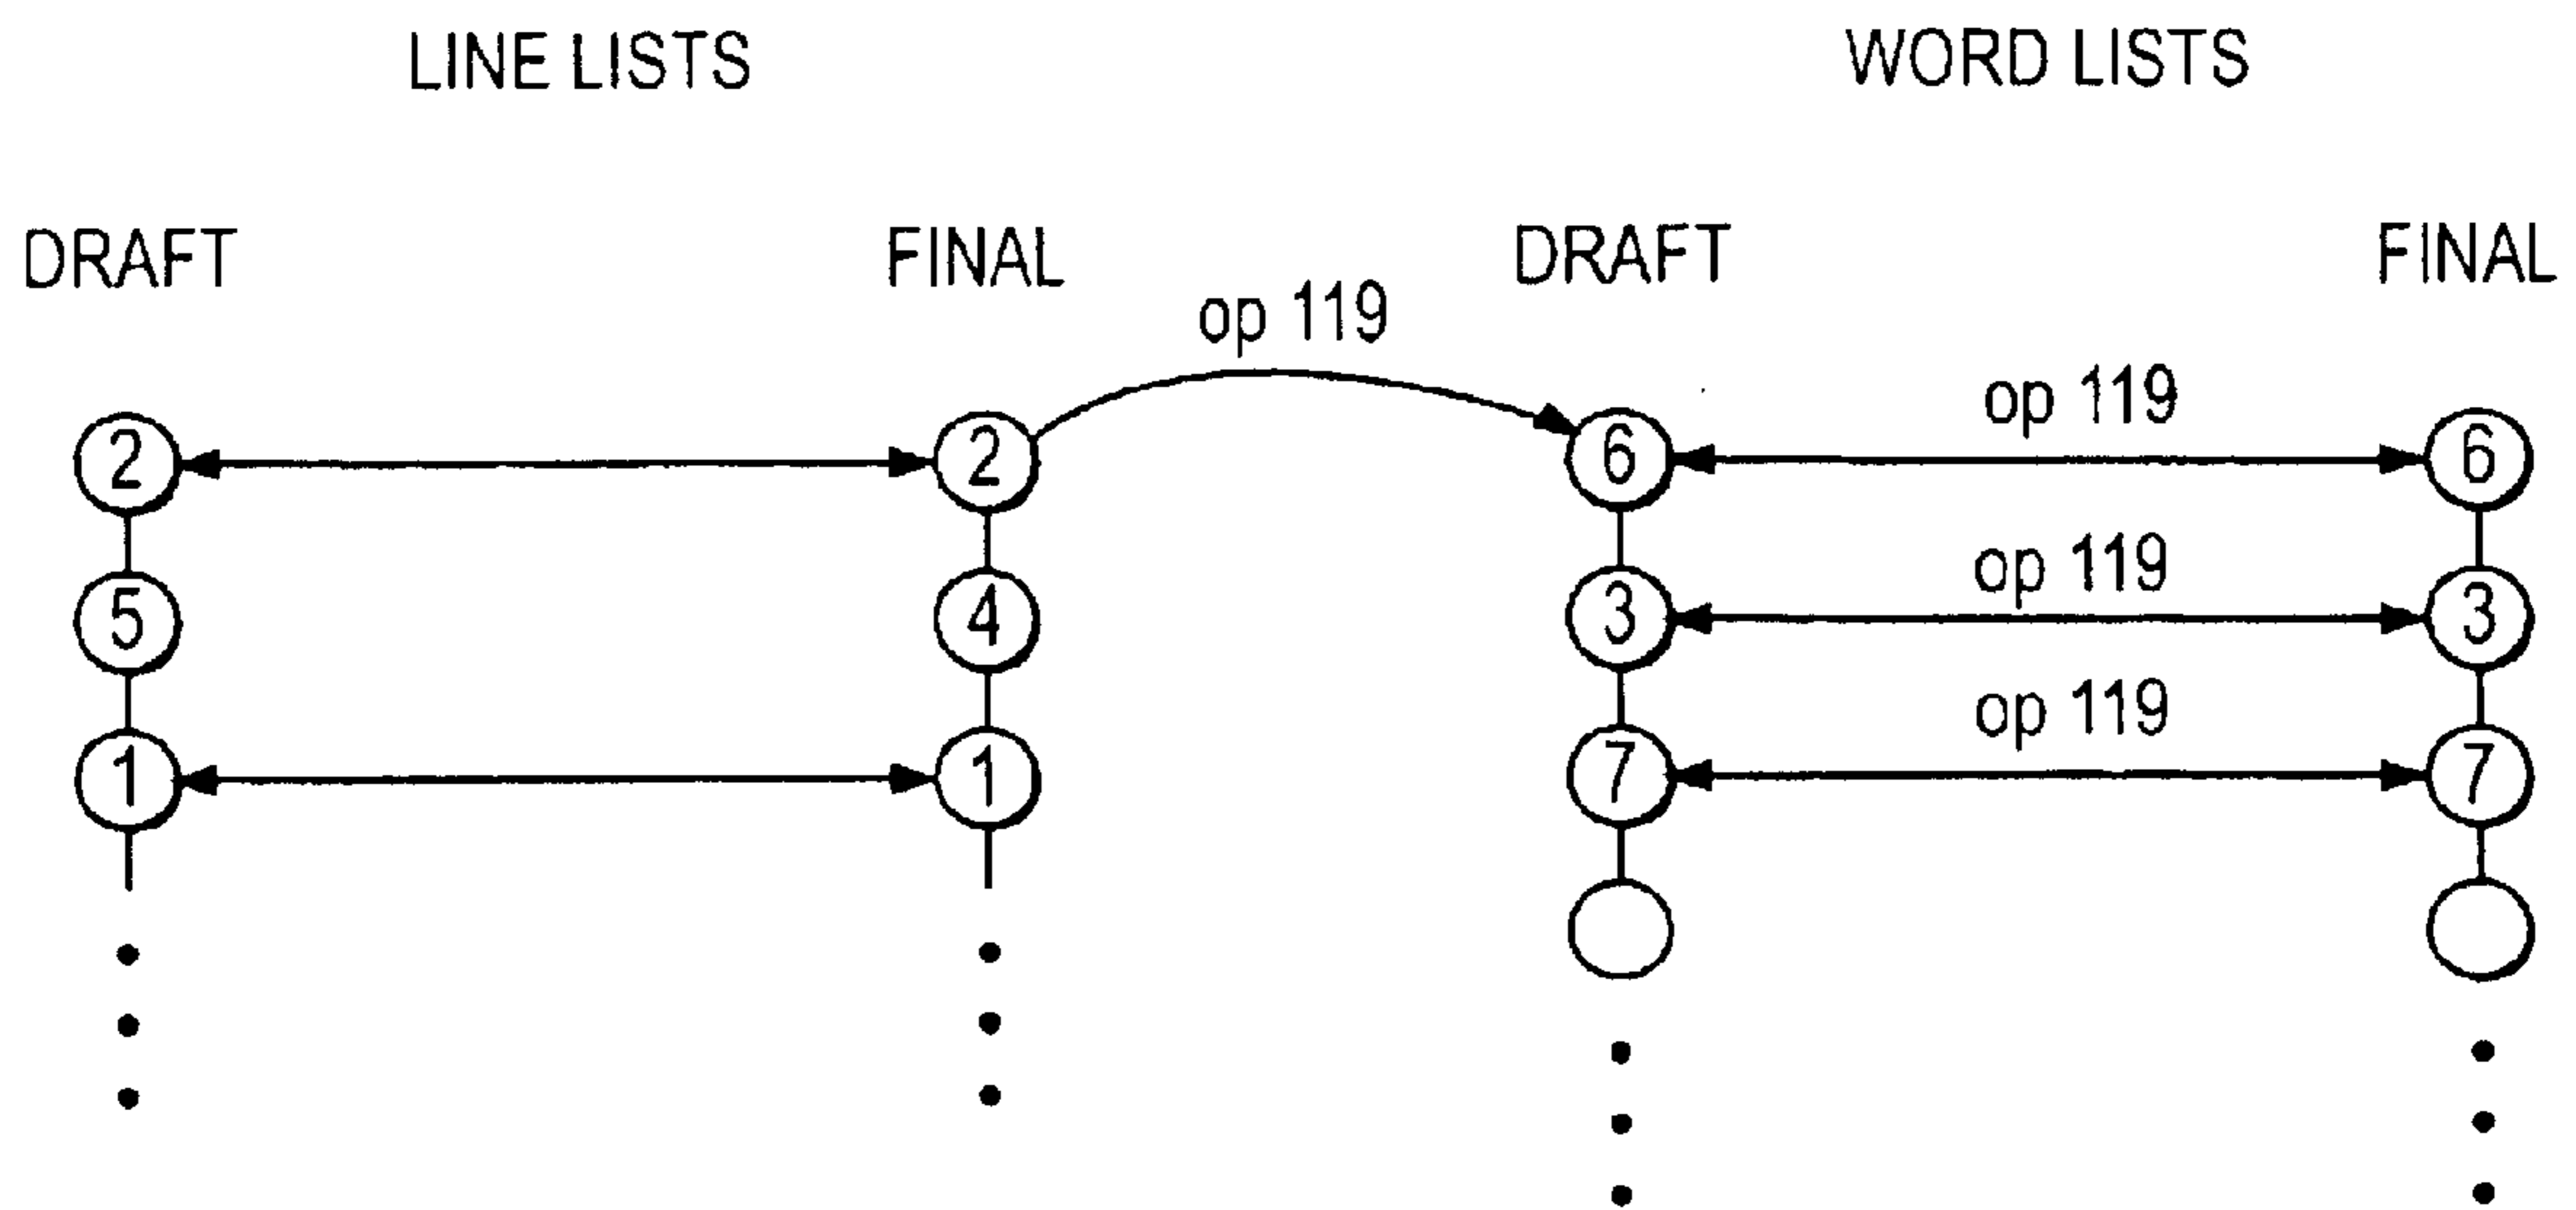 LINE LISTS WORD LISTS
DRAFT FINAL DRAFT FINAL
op 119
op 119
2 2 6 6
op 119
5 4 3 3
op 119
1 1 7 7